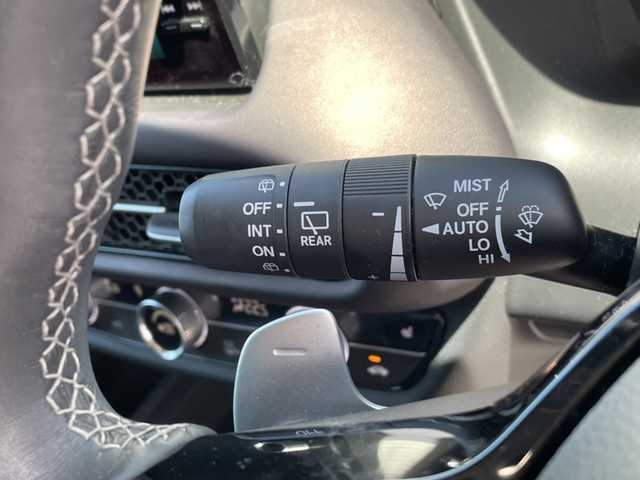 OFF
INT
ON
REAR
-
+
MIST
OFF
AUTO
LO
HI